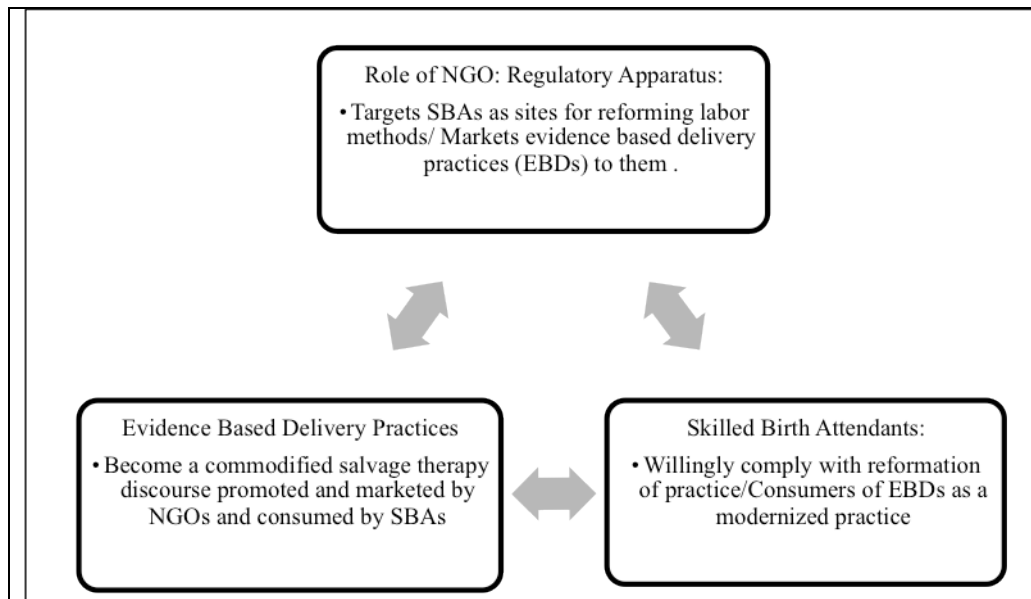 Role of NGO: Regulatory Apparatus:
• Targets SBAs as sites for reforming labor
methods/ Markets evidence based delivery
practices (EBDs) to them .
Evidence Based Delivery Practices
• Become a commodified salvage therapy
discourse promoted and marketed by
NGOs and consumed by SBAs
Skilled Birth Attendants:
• Willingly comply with reformation
of practice/Consumers of EBDs as a
modernized practice